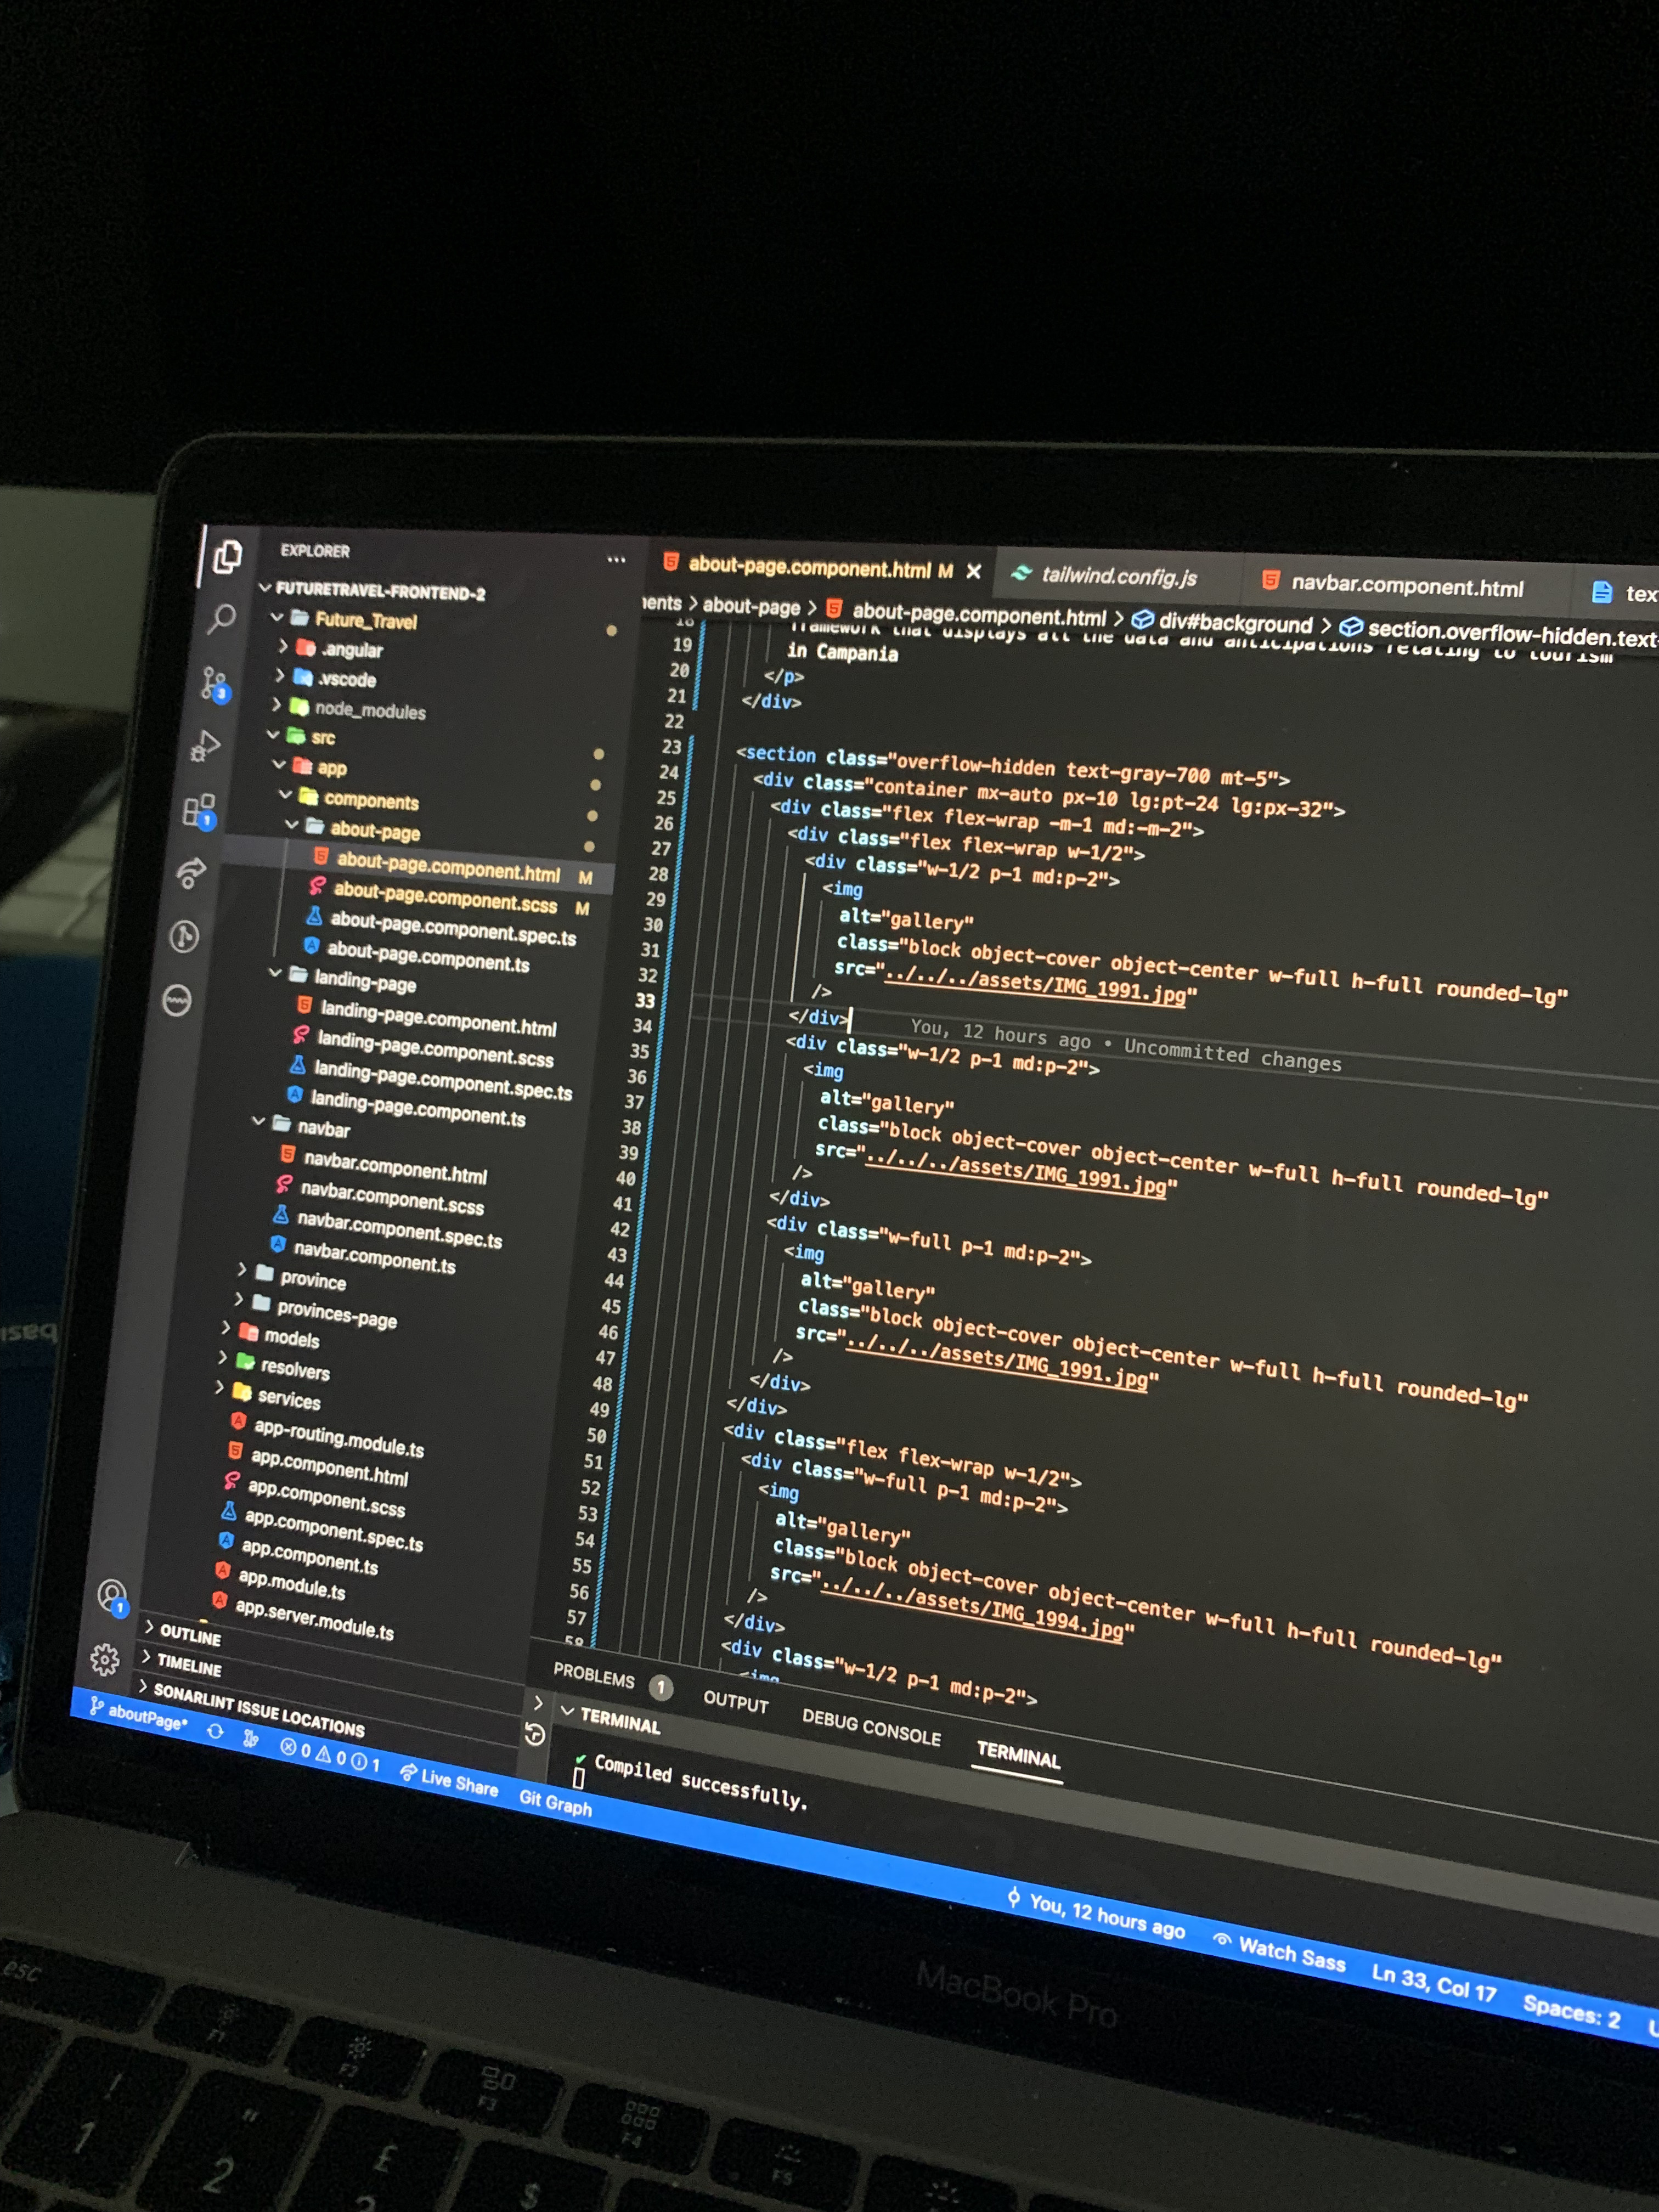 EXPLORER
...
FUTURETRAVEL-FRONTEND-2
Future_Travel
.angular
.vscode
node_modules
src
app
components
about-page
about-page.component.html M
about-page.component.scss M
about-page.component.spec.ts
about-page.component.ts
landing-page
landing-page.component.html
landing-page.component.scss
landing-page.component.spec.ts
landing-page.component.ts
navbar
navbar.component.html
navbar.component.scss
navbar.component.spec.ts
navbar.component.ts
province
provinces-page
models
resolvers
services
app-routing.module.ts
app.component.html
app.component.scss
app.component.spec.ts
app.component.ts
app.module.ts
app.server.module.ts
OUTLINE
TIMELINE
SONARLINT ISSUE LOCATIONS
about-page.component.html M
tailwind.config.js
navbar.component.html
about-page > about-page.component.html > div#background > section.overflow-hidden.text-
18 framework that displays all the data and anticipations relating to tourism
19 in Campania
20 </p>
21 </div>
22
23 <section class="overflow-hidden text-gray-700 mt-5">
24 <div class="container mx-auto px-10 lg:pt-24 lg:px-32">
25 <div class="flex flex-wrap -m-1 md:-m-2">
26 <div class="flex flex-wrap w-1/2">
27 <div class="w-1/2 p-1 md:p-2">
28 <img
29 alt="gallery"
30 class="block object-cover object-center w-full h-full rounded-lg"
31 src="../../../assets/IMG_1991.jpg"
32 />
33 </div> You, 12 hours ago • Uncommitted changes
34 <div class="w-1/2 p-1 md:p-2">
35 <img
36 alt="gallery"
37 class="block object-cover object-center w-full h-full rounded-lg"
38 src="../../../assets/IMG_1991.jpg"
39 />
40 </div>
41 <div class="w-full p-1 md:p-2">
42 <img
43 alt="gallery"
44 class="block object-cover object-center w-full h-full rounded-lg"
45 src="../../../assets/IMG_1991.jpg"
46 />
47 </div>
48 </div>
49 <div class="flex flex-wrap w-1/2">
50 <div class="w-full p-1 md:p-2">
51 <img
52 alt="gallery"
53 class="block object-cover object-center w-full h-full rounded-lg"
54 src="../../../assets/IMG_1994.jpg"
55 />
56 </div>
57 <div class="w-1/2 p-1 md:p-2">
58 <img
PROBLEMS 1 OUTPUT DEBUG CONSOLE TERMINAL
TERMINAL
✔ Compiled successfully.
aboutPage* 0 0 1 Live Share Git Graph You, 12 hours ago Watch Sass Ln 33, Col 17 Spaces: 2
MacBook Pro
esc F1 F2 F3 F4 F5
! 1 " 2 £ $